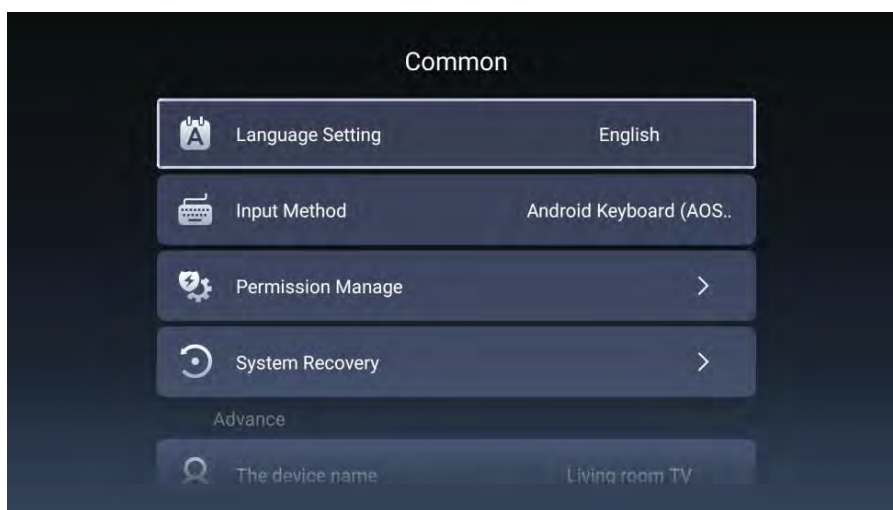 Common
Language Setting English
Input Method Android Keyboard (AOS..
Permission Manage
System Recovery
Advance
The device name Living room TV